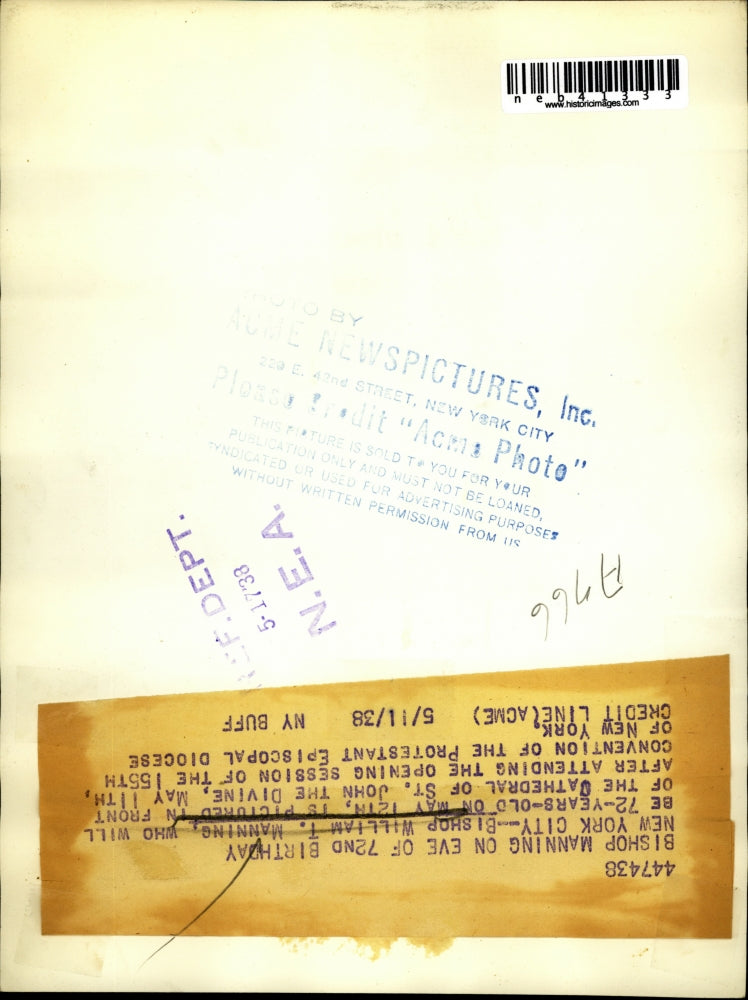 neb41333
www.historicimages.com
PHOTO BY
ACME NEWSPICTURES, Inc.
220 E. 42nd STREET, NEW YORK CITY
Please Credit "Acme Photo"
THIS PICTURE IS SOLD TO YOU FOR YOUR
PUBLICATION ONLY AND MUST NOT BE LOANED,
SYNDICATED OR USED FOR ADVERTISING PURPOSES
WITHOUT WRITTEN PERMISSION FROM US
REF. DEPT.
5-17'38
N.E.A.
447438
BISHOP MANNING ON EVE OF 72ND BIRTHDAY
NEW YORK CITY--BISHOP WILLIAM T. MANNING, WHO WILL
BE 72-YEARS-OLD ON MAY 12TH, IS PICTURED IN FRONT
OF THE CATHEDRAL OF ST. JOHN THE DIVINE, MAY 11TH,
AFTER ATTENDING THE OPENING SESSION OF THE 155TH
CONVENTION OF THE PROTESTANT EPISCOPAL DIOCESE
OF NEW YORK
CREDIT LINE(ACME) 5/11/38 NY BUFF